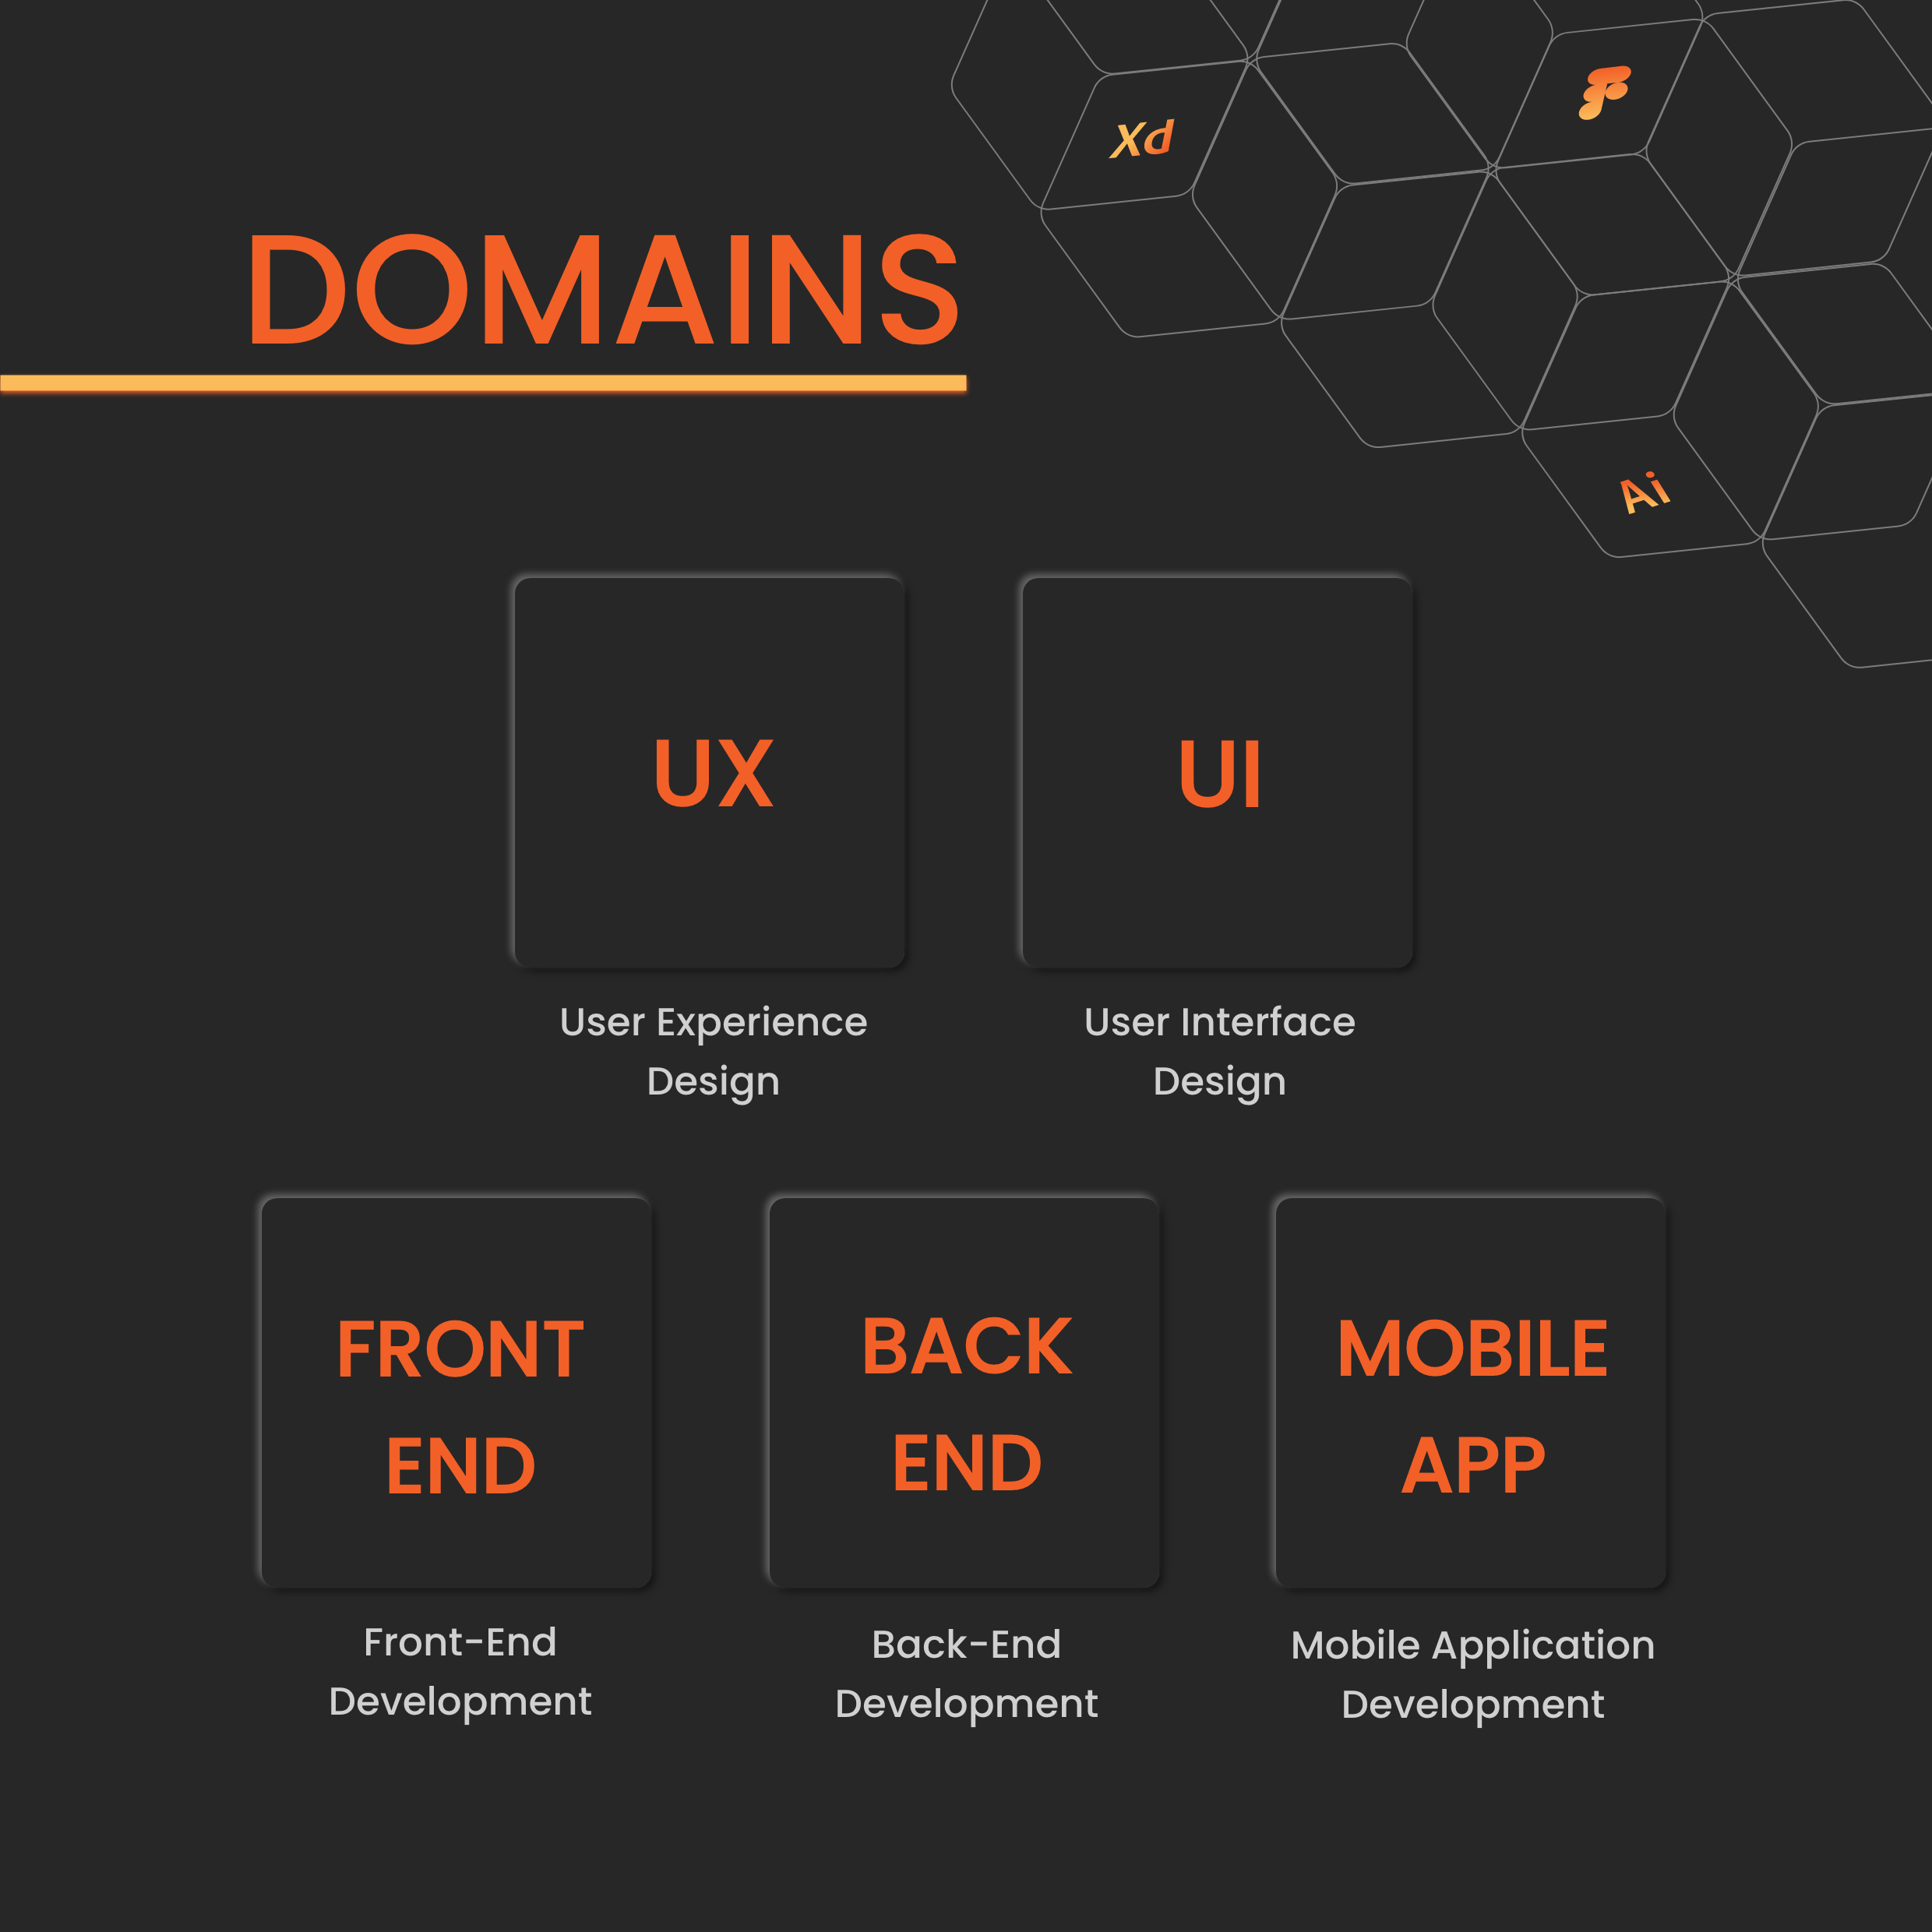 Xd
DOMAINS
Ai
UX
UI
User Experience
Design
User Interface
Design
FRONT
END
BACK
END
MOBILE
APP
Front-End
Development
Back-End
Development
Mobile Application
Development